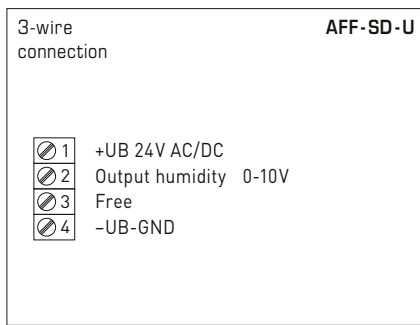 3-wire
connection
AFF-SD-U
1 +UB 24V AC/DC
2 Output humidity 0-10V
3 Free
4 –UB-GND